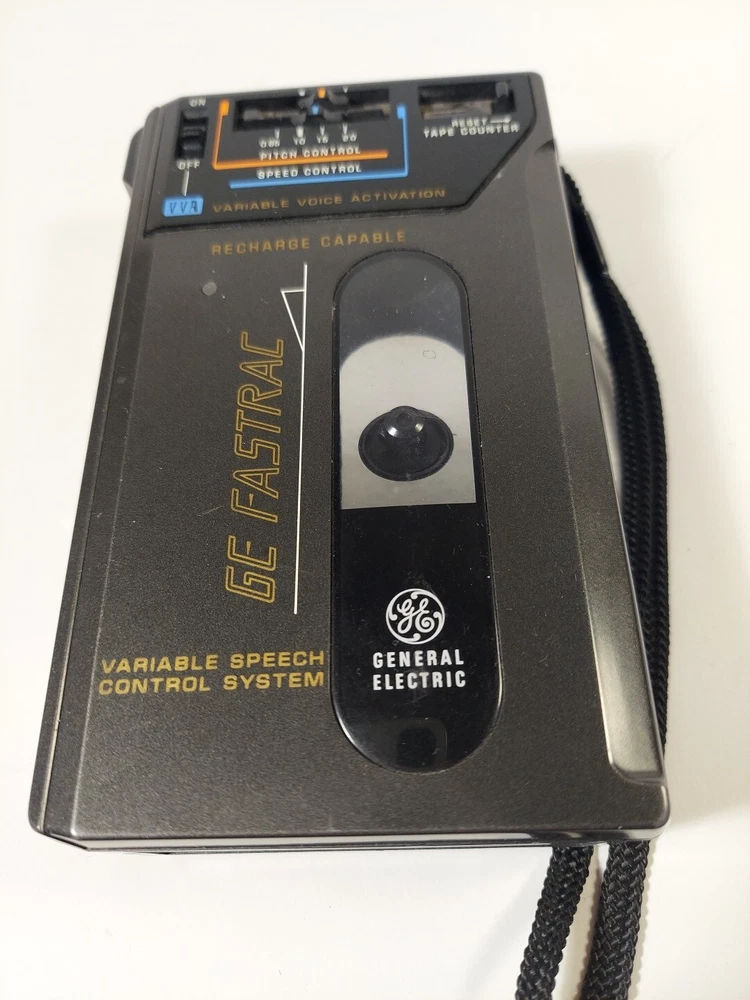 ON
RESET →
TAPE COUNTER
0.85 1.0 1.5 2.0
OFF
PITCH CONTROL
SPEED CONTROL
VVA VARIABLE VOICE ACTIVATION
RECHARGE CAPABLE
GE FASTRAC
GE
GENERAL
ELECTRIC
VARIABLE SPEECH
CONTROL SYSTEM